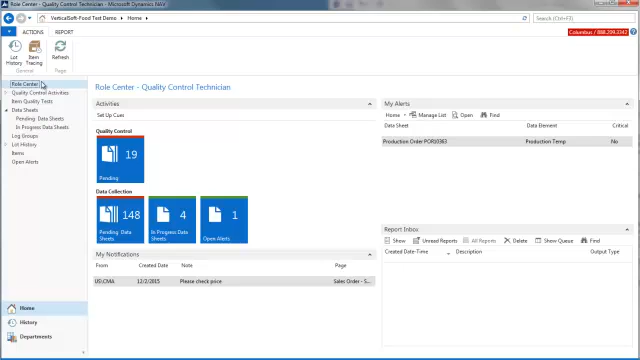 Role Center - Quality Control Technician - Microsoft Dynamics NAV
VerticalSoft-Food Test Demo
Home
Search (Ctrl+F3)
ACTIONS
REPORT
Columbus / 888.209.3342
Lot History
Item Tracing
Refresh
General
Page
Role Center
Quality Control Activities
Item Quality Tests
Data Sheets
Pending Data Sheets
In Progress Data Sheets
Log Groups
Lot History
Items
Open Alerts
Home
History
Departments
Role Center - Quality Control Technician
Activities
Set Up Cues
Quality Control
19
Pending
Data Collection
148
Pending Data Sheets
4
In Progress Data Sheets
1
Open Alerts
My Notifications
From Created Date Note Page
US\CMA 12/2/2015 Please check price Sales Order - S...
My Alerts
Home Manage List Open Find
Data Sheet Data Element Critical
Production Order POR10363 Production Temp No
Report Inbox
Show Unread Reports All Reports Delete Show Queue Find
Created Date-Time Description Output Type